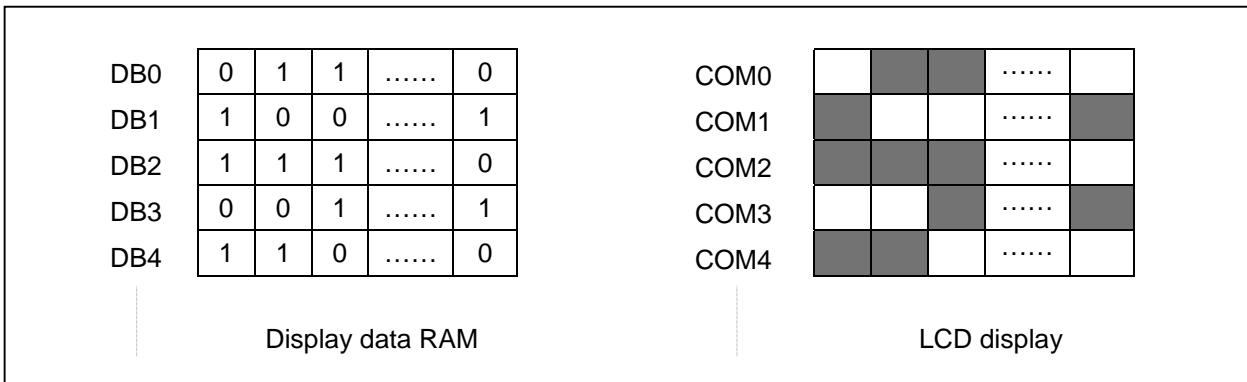 DB0 0 1 1 …… 0 COM0 ……
DB1 1 0 0 …… 1 COM1 ……
DB2 1 1 1 …… 0 COM2 ……
DB3 0 0 1 …… 1 COM3 ……
DB4 1 1 0 …… 0 COM4 ……
Display data RAM LCD display